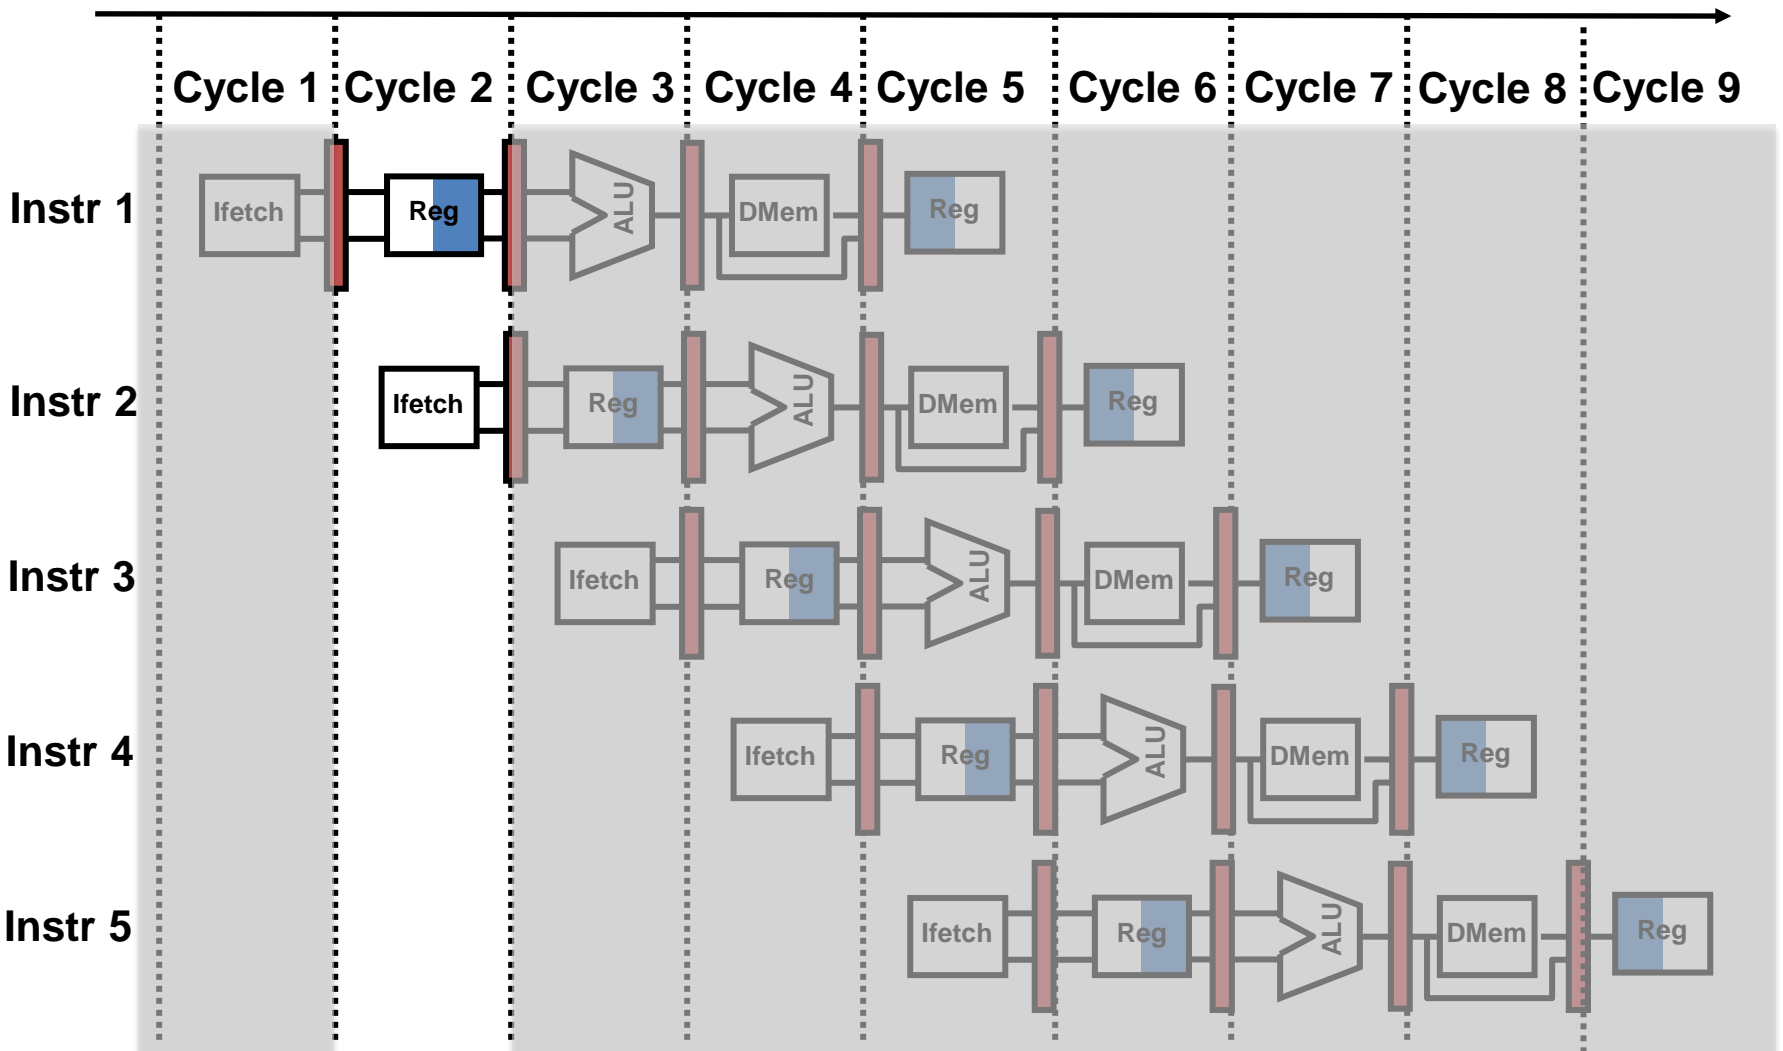 Cycle 1 Cycle 2 Cycle 3 Cycle 4 Cycle 5 Cycle 6 Cycle 7 Cycle 8 Cycle 9
Instr 1 Ifetch Reg ALU DMem Reg
Instr 2 Ifetch Reg ALU DMem Reg
Instr 3 Ifetch Reg ALU DMem Reg
Instr 4 Ifetch Reg ALU DMem Reg
Instr 5 Ifetch Reg ALU DMem Reg